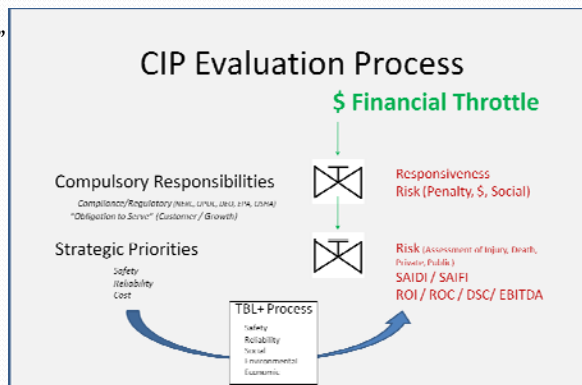 ”
CIP Evaluation Process
$ Financial Throttle
Compulsory Responsibilities
Compliance/Regulatory (NERC, OPUC, DEQ, EPA, OSHA)
"Obligation to Serve" (Customer / Growth)
Responsiveness
Risk (Penalty, $, Social)
Strategic Priorities
Safety
Reliability
Cost
Risk (Assessment of Injury, Death,
Private, Public)
SAIDI / SAIFI
ROI / ROC / DSC/ EBITDA
TBL+ Process
Safety
Reliability
Social
Environmental
Economic